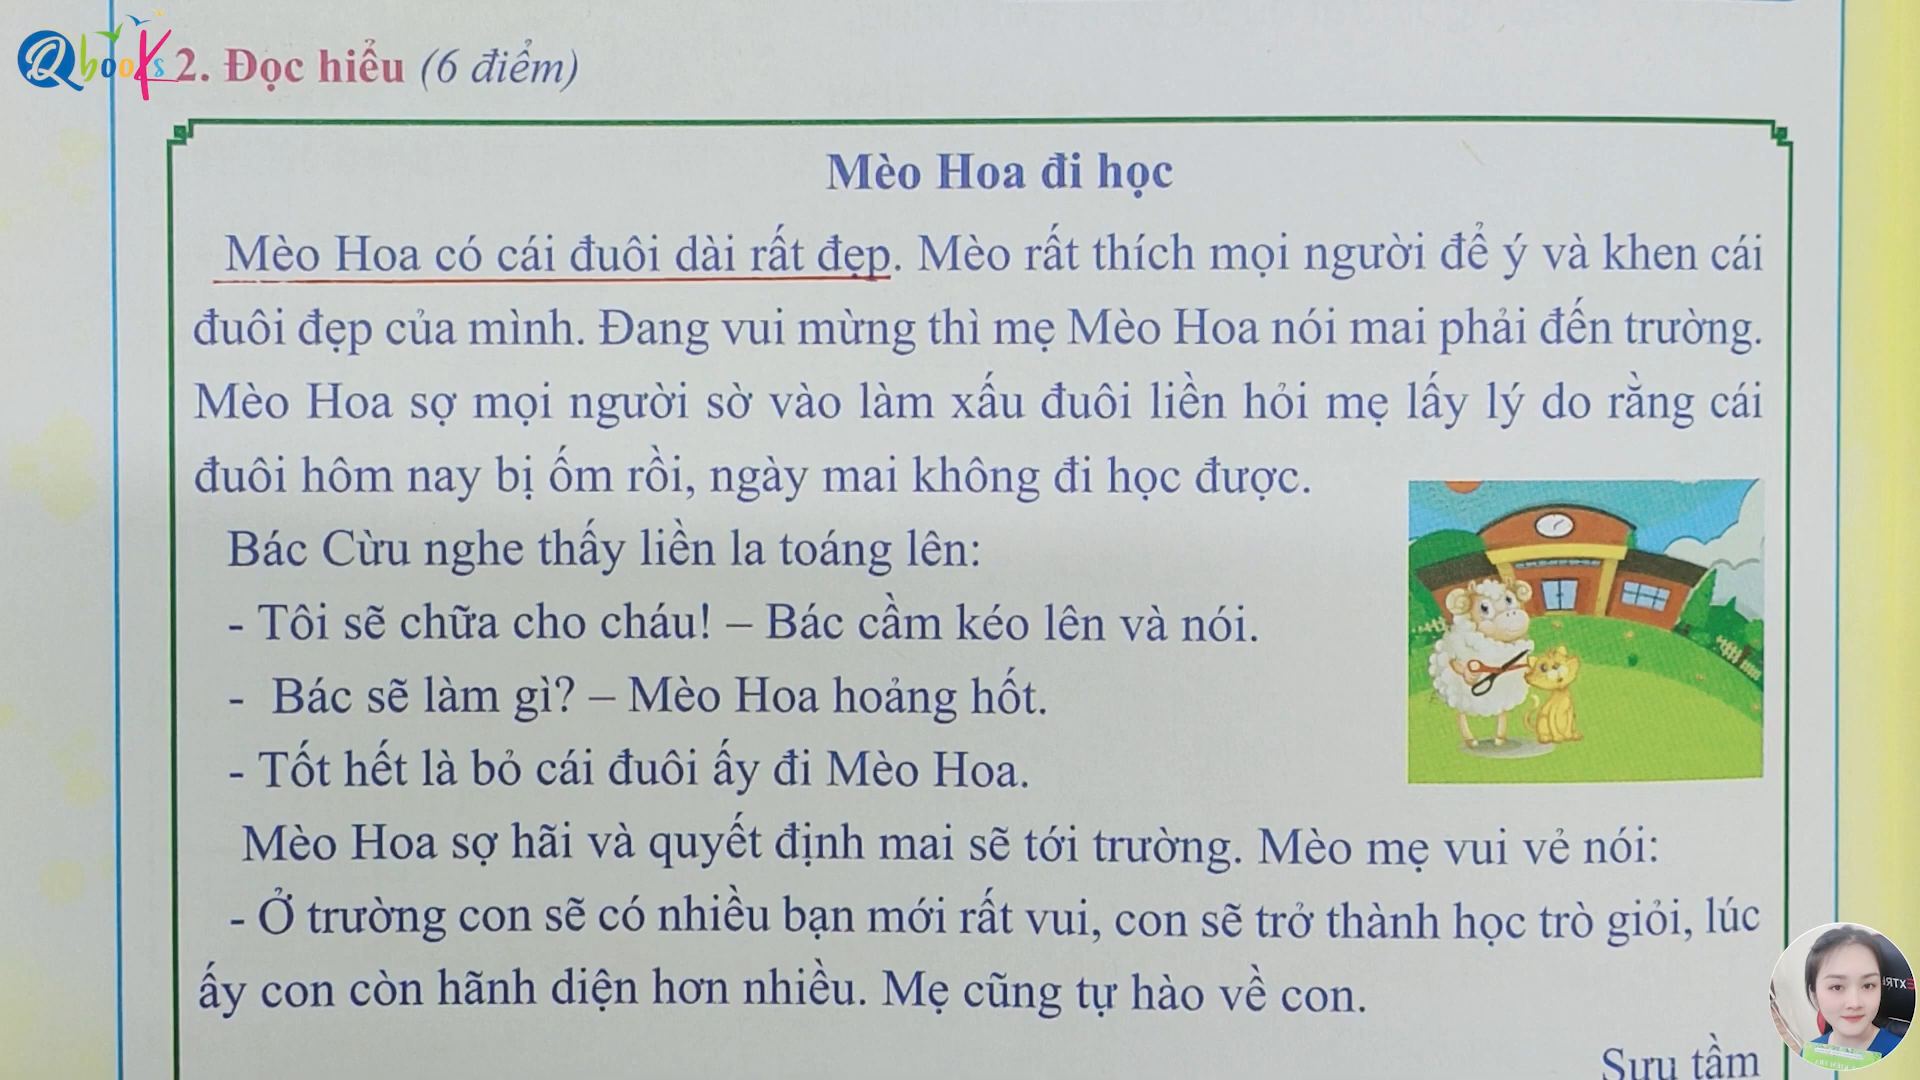 Qbooks
2. Đọc hiểu (6 điểm)
Mèo Hoa đi học
Mèo Hoa có cái đuôi dài rất đẹp. Mèo rất thích mọi người để ý và khen cái
đuôi đẹp của mình. Đang vui mừng thì mẹ Mèo Hoa nói mai phải đến trường.
Mèo Hoa sợ mọi người sờ vào làm xấu đuôi liền hỏi mẹ lấy lý do rằng cái
đuôi hôm nay bị ốm rồi, ngày mai không đi học được.
Bác Cừu nghe thấy liền la toáng lên:
- Tôi sẽ chữa cho cháu! – Bác cầm kéo lên và nói.
- Bác sẽ làm gì? – Mèo Hoa hoảng hốt.
- Tốt hết là bỏ cái đuôi ấy đi Mèo Hoa.
Mèo Hoa sợ hãi và quyết định mai sẽ tới trường. Mèo mẹ vui vẻ nói:
- Ở trường con sẽ có nhiều bạn mới rất vui, con sẽ trở thành học trò giỏi, lúc
ấy con còn hãnh diện hơn nhiều. Mẹ cũng tự hào về con.
Sưu tầm